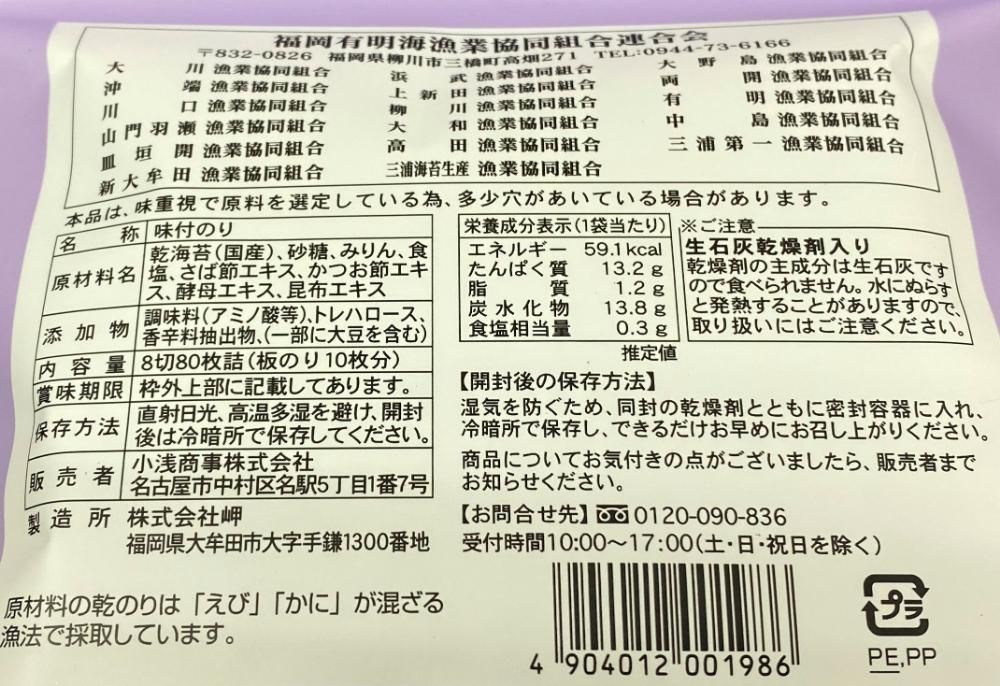 福岡有明海漁業協同組合連合会
〒832-0826 福岡県柳川市三橋町高畑271 TEL:0944-73-6166
大川漁業協同組合 浜武漁業協同組合 大野島漁業協同組合
沖端漁業協同組合 上新田漁業協同組合 両開漁業協同組合
川口漁業協同組合 柳川漁業協同組合 有明漁業協同組合
山門羽瀬漁業協同組合 大和漁業協同組合 中島漁業協同組合
皿垣開漁業協同組合 高田漁業協同組合 三浦第一漁業協同組合
新大牟田漁業協同組合 三浦海苔生産漁業協同組合
本品は、味重視で原料を選定している為、多少穴があいている場合があります。
名称 味付のり
原材料名 乾海苔(国産)、砂糖、みりん、食
塩、さば節エキス、かつお節エキ
ス、酵母エキス、昆布エキス
添加物 調味料(アミノ酸等)、トレハロース、
香辛料抽出物、(一部に大豆を含む)
内容量 8切80枚詰(板のり10枚分)
賞味期限 枠外上部に記載してあります。
保存方法 直射日光、高温多湿を避け、開封
後は冷暗所で保存してください。
販売者 小浅商事株式会社
名古屋市中村区名駅5丁目1番7号
製造所 株式会社岬
福岡県大牟田市大字手鎌1300番地
栄養成分表示(1袋当たり)
エネルギー 59.1kcal
たんぱく質 13.2g
脂質 1.2g
炭水化物 13.8g
食塩相当量 0.3g
推定値
※ご注意
生石灰乾燥剤入り
乾燥剤の主成分は生石灰です
ので食べられません。水にぬらす
と発熱することがありますので、
取り扱いにはご注意ください。
【開封後の保存方法】
湿気を防ぐため、同封の乾燥剤とともに密封容器に入れ、
冷暗所で保存し、できるだけお早めにお召し上がりください。
商品についてお気付きの点がございましたら、販売者まで
お知らせください。
【お問合せ先】0120-090-836
受付時間10:00～17:00(土・日・祝日を除く)
原材料の乾のりは「えび」「かに」が混ざる
漁法で採取しています。
4 904012 001986
プラ
PE,PP